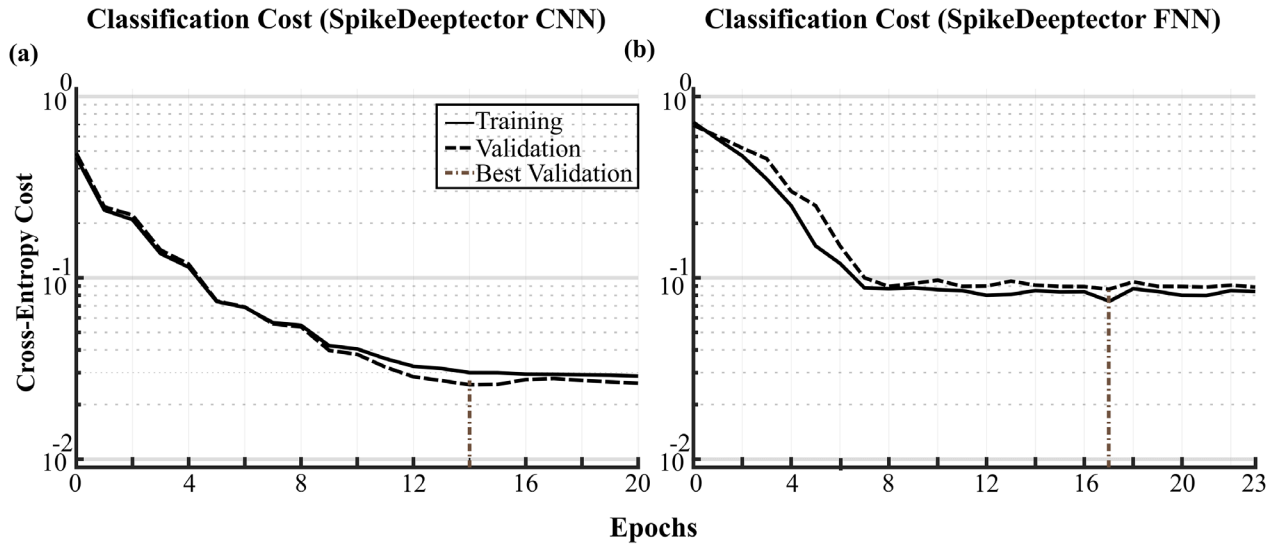 Classification Cost (SpikeDeeptector CNN)
Classification Cost (SpikeDeeptector FNN)
(a)
(b)
Cross-Entropy Cost
10^0
10^-1
10^-2
Training
Validation
Best Validation
0 4 8 12 16 20
10^0
10^-1
10^-2
0 4 8 12 16 20 23
Epochs